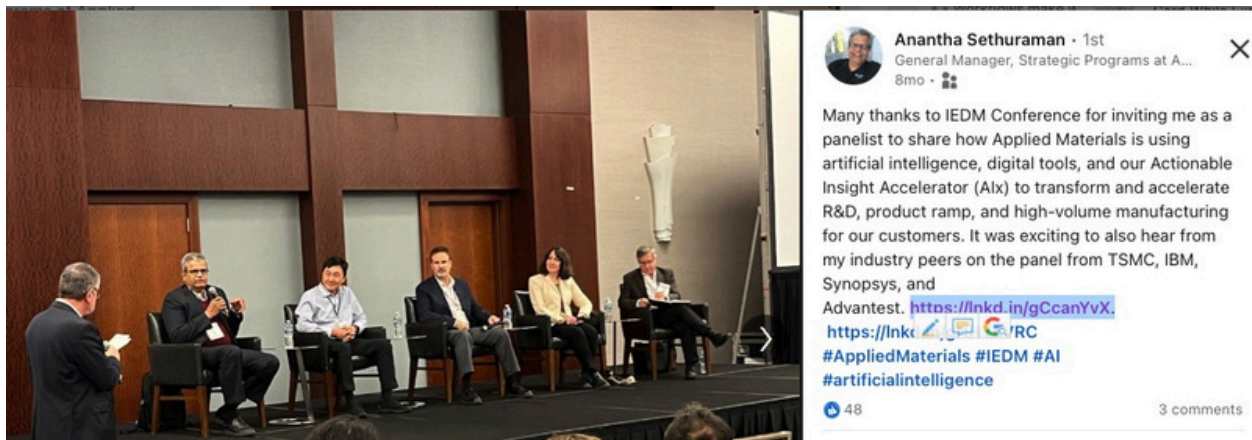 Anantha Sethuraman · 1st
General Manager, Strategic Programs at A...
8mo ·
Many thanks to IEDM Conference for inviting me as a
panelist to share how Applied Materials is using
artificial intelligence, digital tools, and our Actionable
Insight Accelerator (AIx) to transform and accelerate
R&D, product ramp, and high-volume manufacturing
for our customers. It was exciting to also hear from
my industry peers on the panel from TSMC, IBM,
Synopsys, and
Advantest. https://lnkd.in/gCcanYvX.
#AppliedMaterials #IEDM #AI
#artificialintelligence
48 3 comments